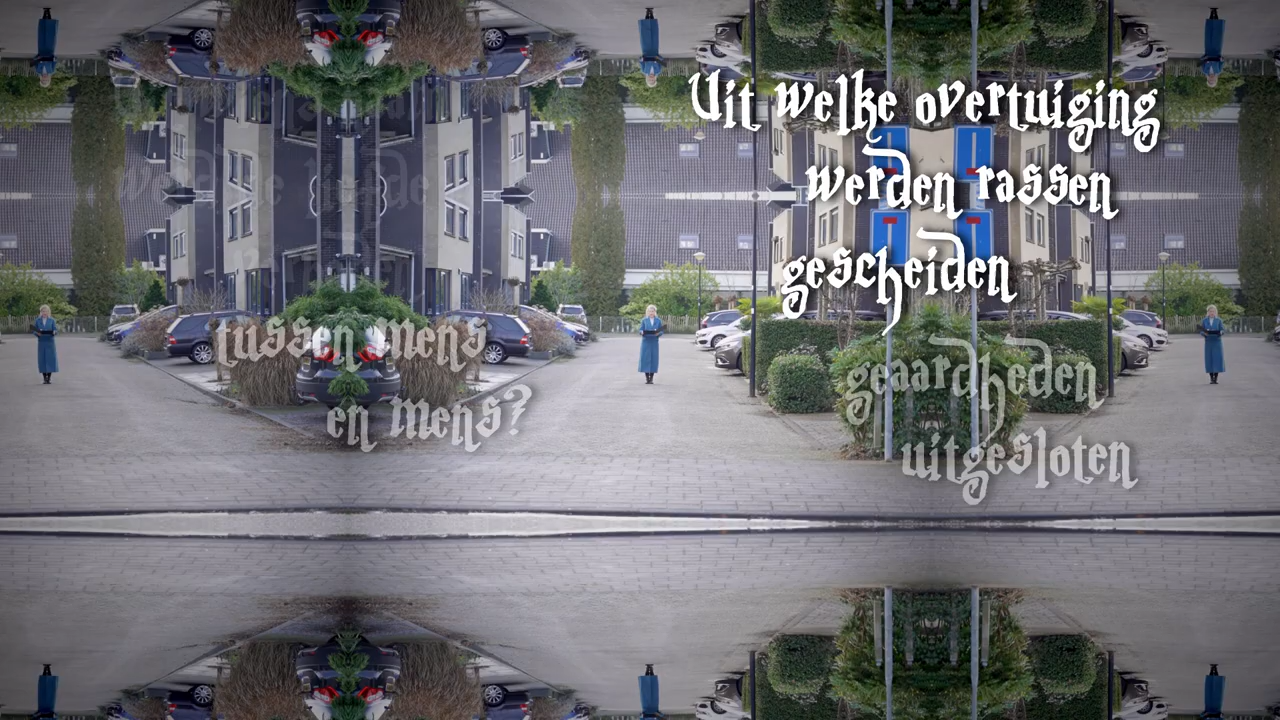 tussen mens
en mens?
Uit welke overtuiging
werden rassen
gescheiden
geaardheden
uitgesloten